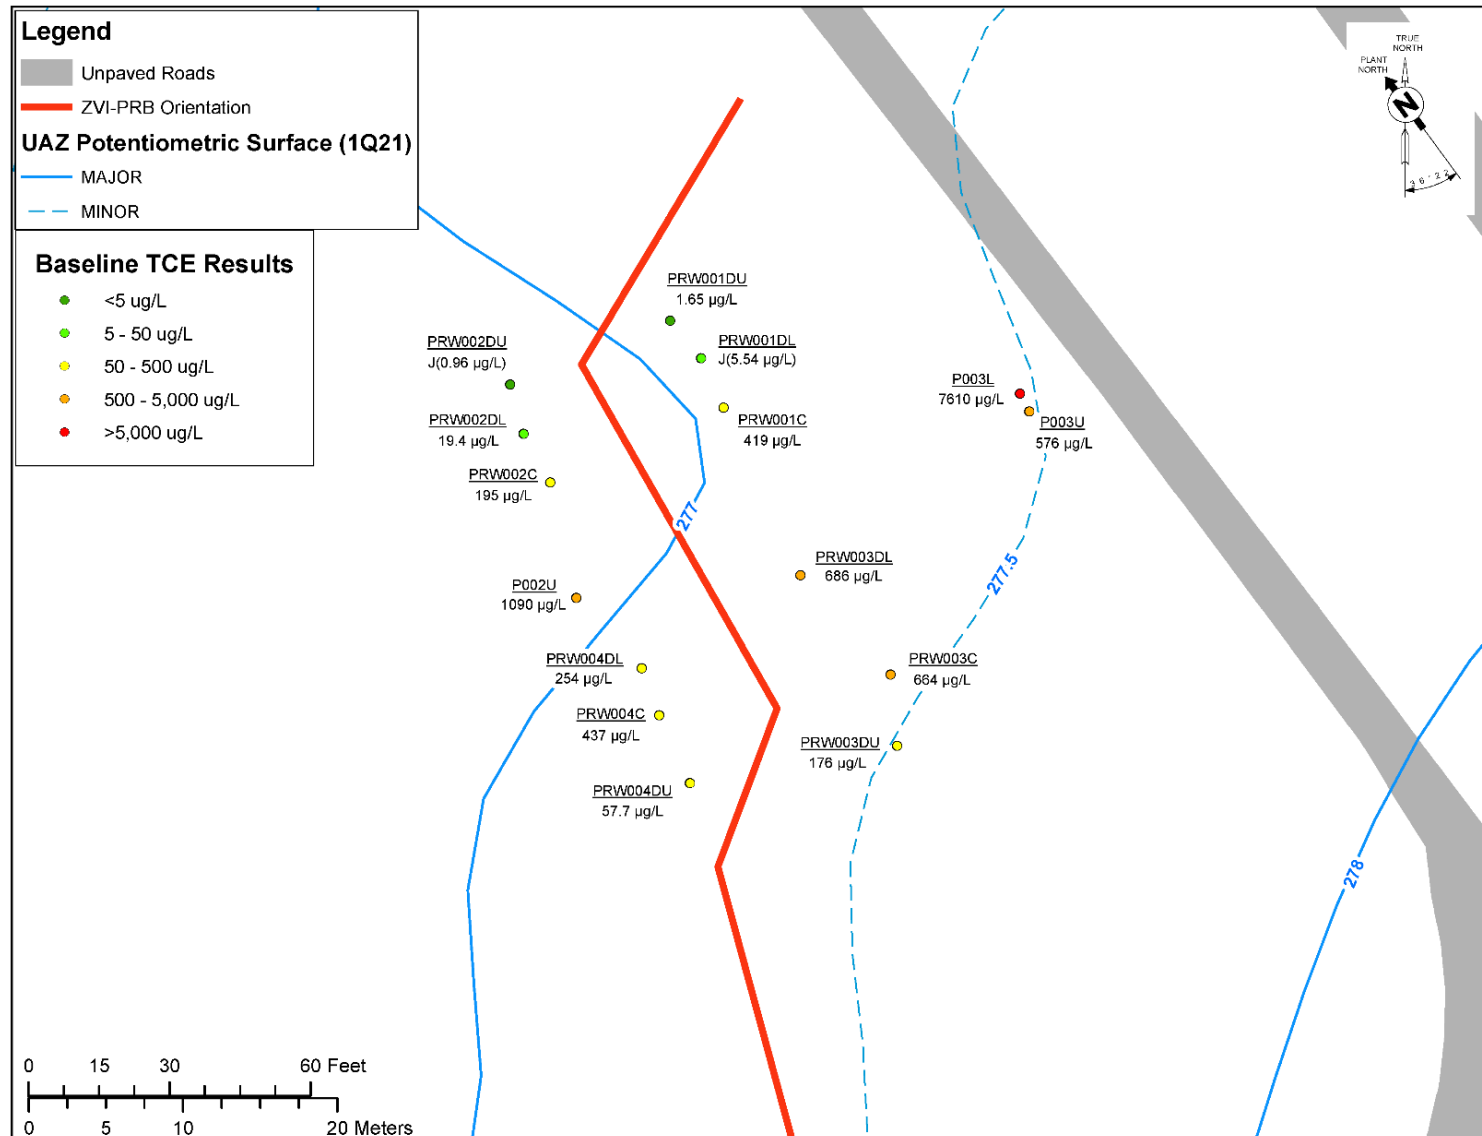 Legend
Unpaved Roads
ZVI-PRB Orientation
UAZ Potentiometric Surface (1Q21)
MAJOR
MINOR
Baseline TCE Results
<5 ug/L
5 - 50 ug/L
50 - 500 ug/L
500 - 5,000 ug/L
>5,000 ug/L
TRUE
NORTH
PLANT
NORTH
N
36°22'
PRW001DU
1.65 µg/L
PRW002DU
J(0.96 µg/L)
PRW001DL
J(5.54 µg/L)
P003L
7610 µg/L
PRW002DL
19.4 µg/L
PRW001C
419 µg/L
P003U
576 µg/L
PRW002C
195 µg/L
277
PRW003DL
686 µg/L
277.5
P002U
1090 µg/L
PRW004DL
254 µg/L
PRW003C
664 µg/L
PRW004C
437 µg/L
PRW003DU
176 µg/L
PRW004DU
57.7 µg/L
278
0 15 30 60 Feet
0 5 10 20 Meters